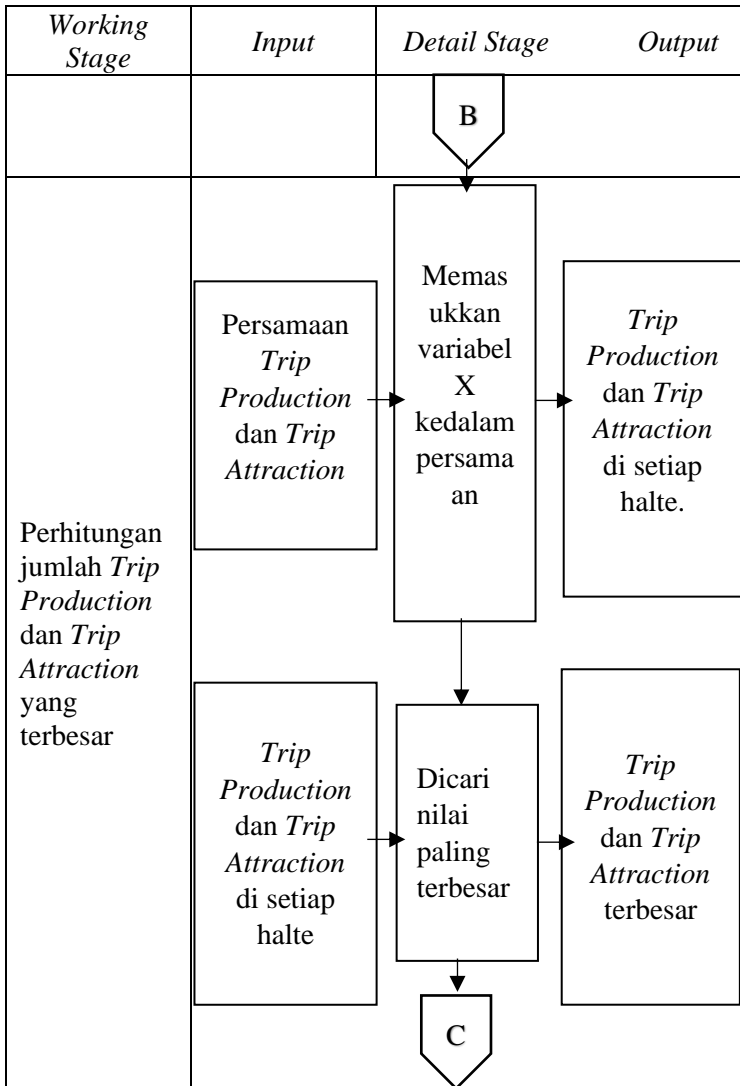 Working
Stage
Input
Detail Stage
Output
B
Perhitungan
jumlah Trip
Production
dan Trip
Attraction
yang
terbesar
Persamaan
Trip
Production
dan Trip
Attraction
Memas
ukkan
variabel
X
kedalam
persama
an
Trip
Production
dan Trip
Attraction
di setiap
halte.
Trip
Production
dan Trip
Attraction
di setiap
halte
Dicari
nilai
paling
terbesar
Trip
Production
dan Trip
Attraction
terbesar
C